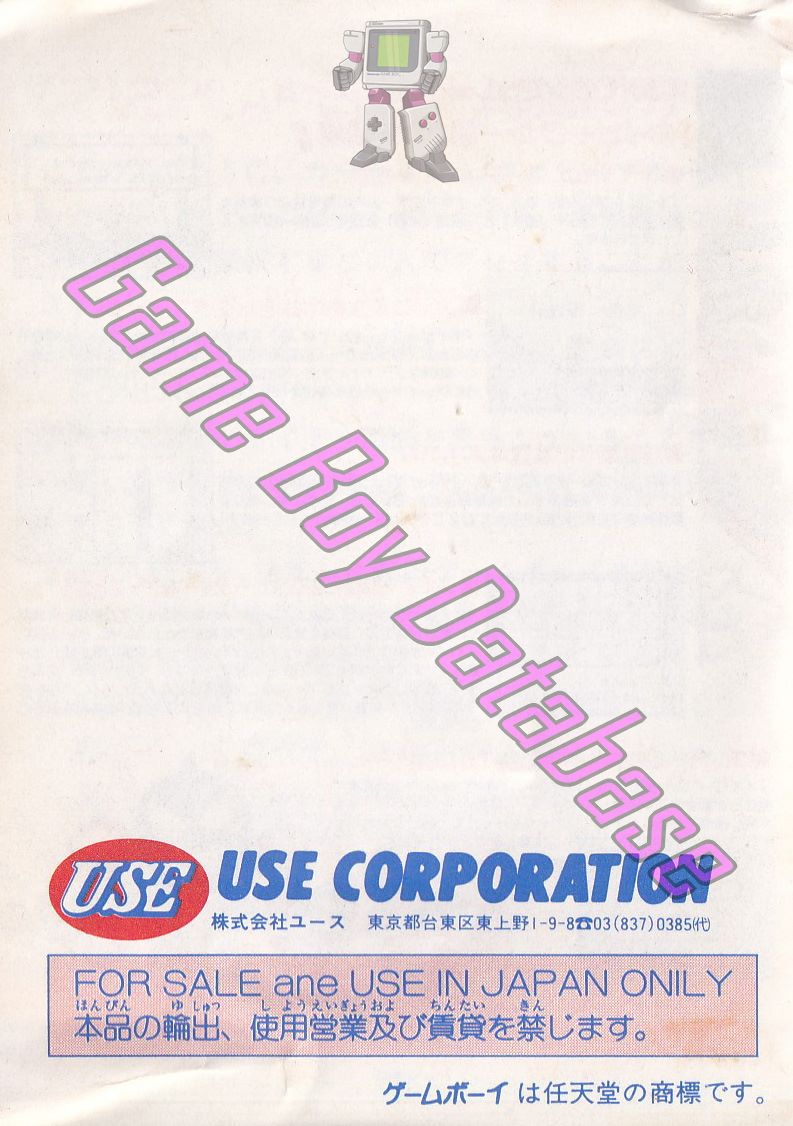 Game Boy Database
USE USE CORPORATION
株式会社ユース 東京都台東区東上野1-9-8☎03(837)0385(代)
FOR SALE ane USE IN JAPAN ONILY
ほんぴん ゆ しゅつ し ようえいぎょうおよ ちんたい きん
本品の輸出、使用営業及び賃貸を禁じます。
ゲームボーイ は任天堂の商標です。